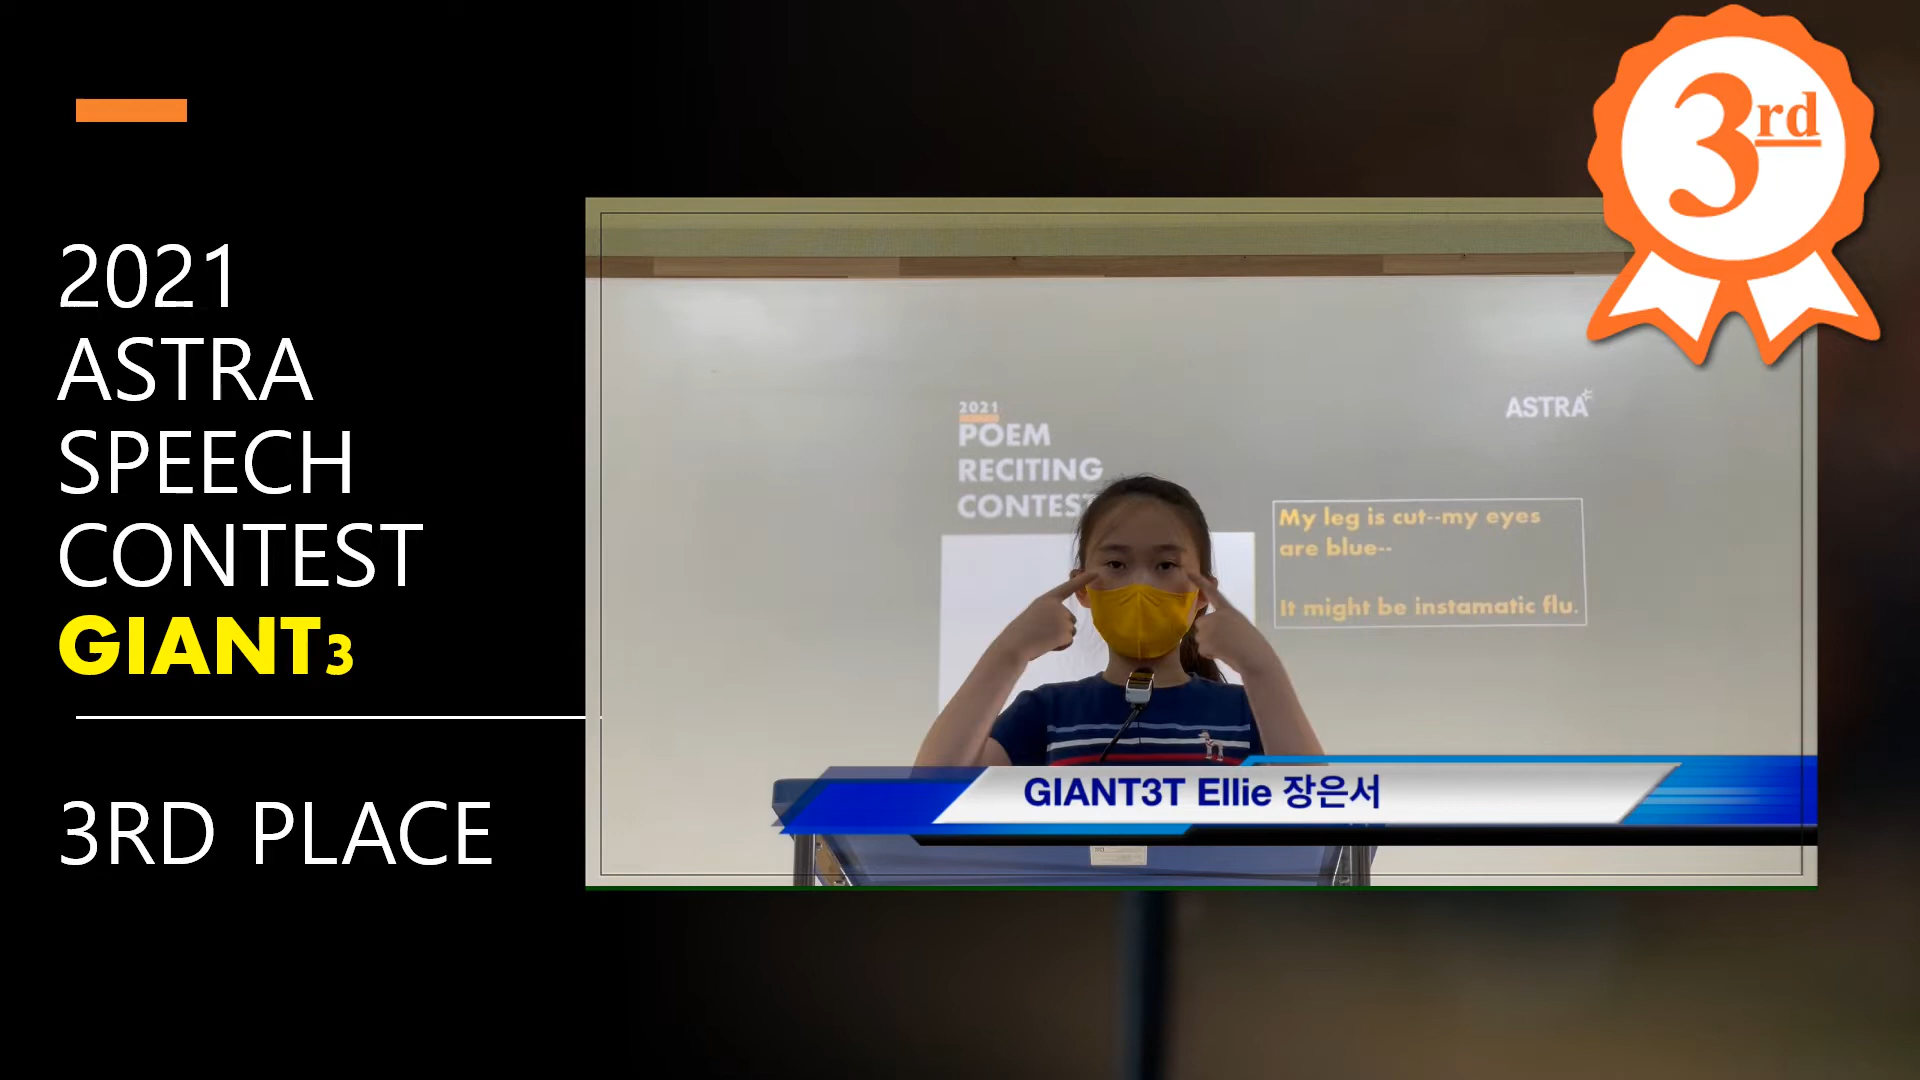 2021
ASTRA
SPEECH
CONTEST
GIANT3
3RD PLACE
3rd
2021
POEM
RECITING
CONTEST
ASTRA
My leg is cut--my eyes
are blue--
It might be instamatic flu.
GIANT3T Ellie 장은서